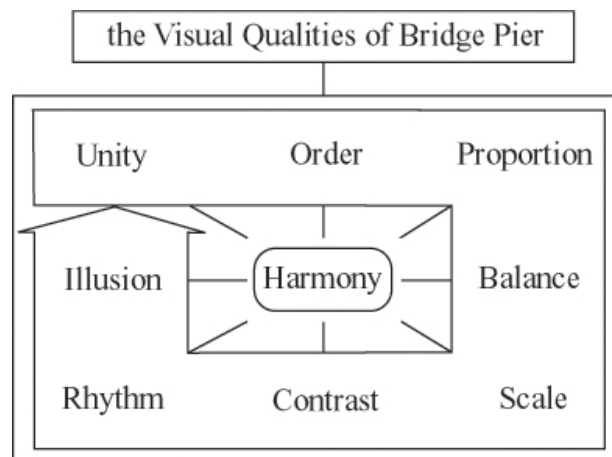 the Visual Qualities of Bridge Pier
Unity Order Proportion
Illusion Harmony Balance
Rhythm Contrast Scale